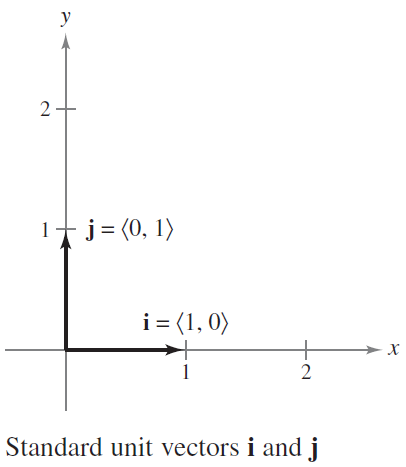 y
2
1
j = ⟨0, 1⟩
i = ⟨1, 0⟩
x
1
2
Standard unit vectors i and j